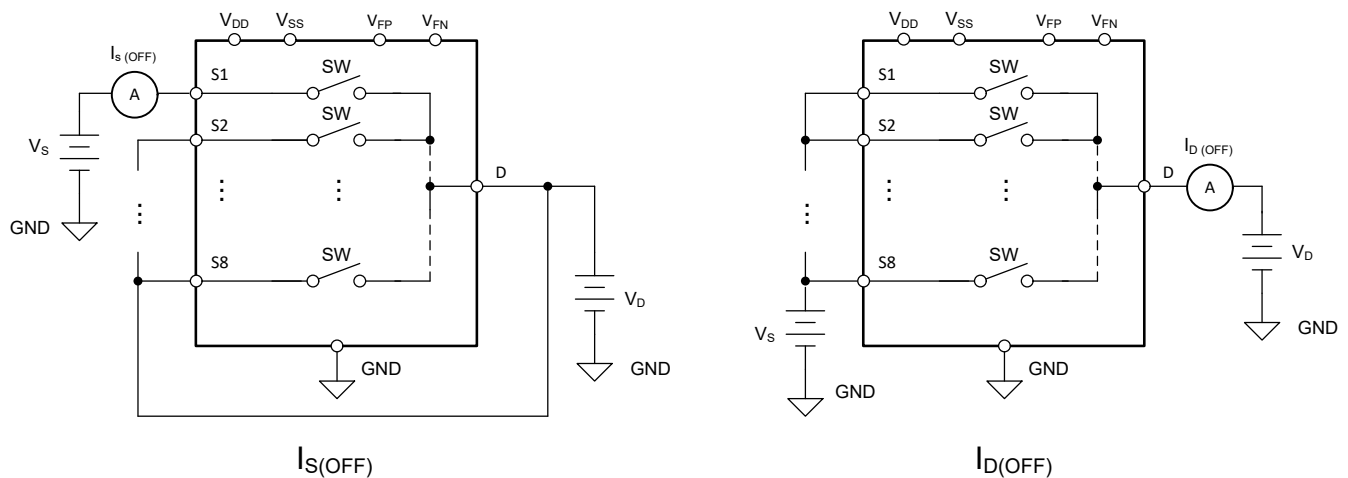 VDD VSS VFP VFN
IS (OFF)
A
S1
SW
S2
SW
VS
D
⋮
⋮
⋮
GND
S8
SW
VD
GND
GND
IS(OFF)
VDD VSS VFP VFN
S1
SW
S2
SW
ID (OFF)
D
A
⋮
⋮
⋮
S8
SW
VD
VS
GND
GND
GND
ID(OFF)